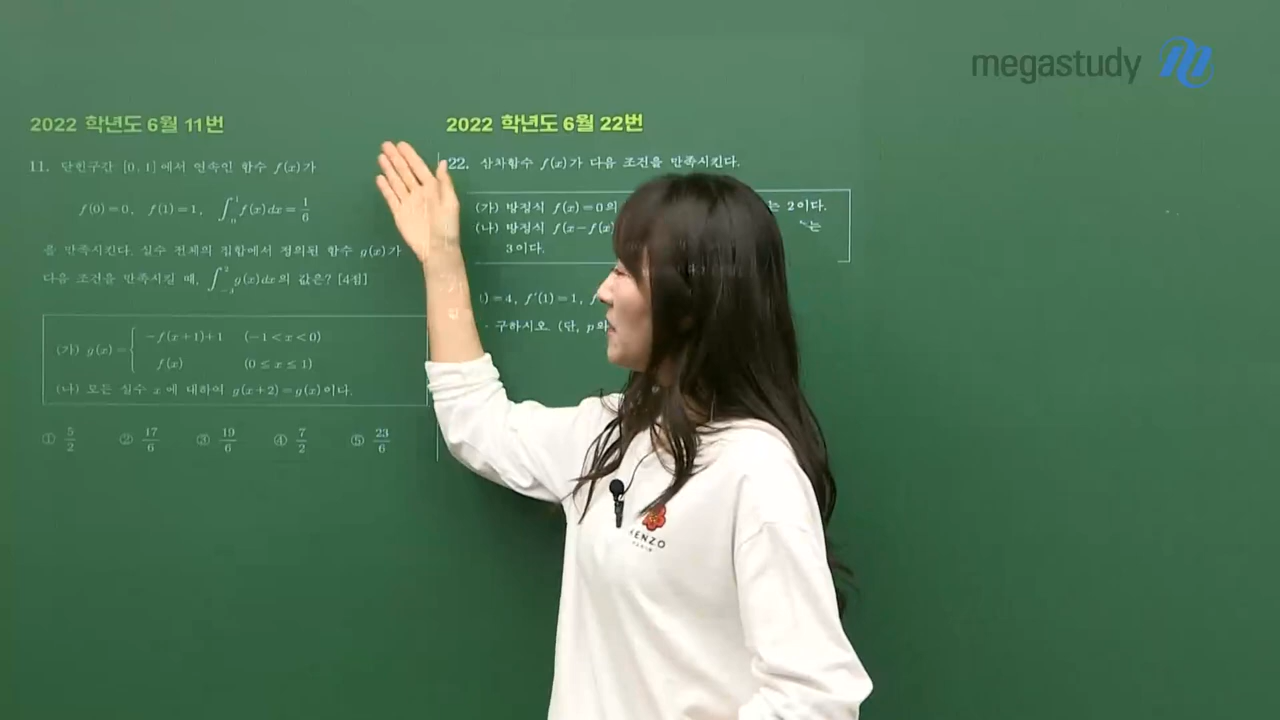 megastudy
2022 학년도 6월 11번
11. 닫힌구간 [0, 1]에서 연속인 함수 f(x)가
f(0)=0, f(1)=1, ∫₀¹ f(x)dx=1/6
을 만족시킨다. 실수 전체의 집합에서 정의된 함수 g(x)가
다음 조건을 만족시킬 때, ∫₋₃² g(x)dx의 값은? [4점]
(가) g(x)={ -f(x+1)+1 (-1<x<0)
f(x) (0≤x≤1)
(나) 모든 실수 x에 대하여 g(x+2)=g(x)이다.
① 5/2 ② 17/6 ③ 19/6 ④ 7/2 ⑤ 23/6
2022 학년도 6월 22번
22. 삼차함수 f(x)가 다음 조건을 만족시킨다.
(가) 방정식 f(x)=0의 는 2이다.
(나) 방정식 f(x-f(x) 는
3이다.
)=4, f'(1)=1, f
구하시오 (단, p와
KENZO
PARIS